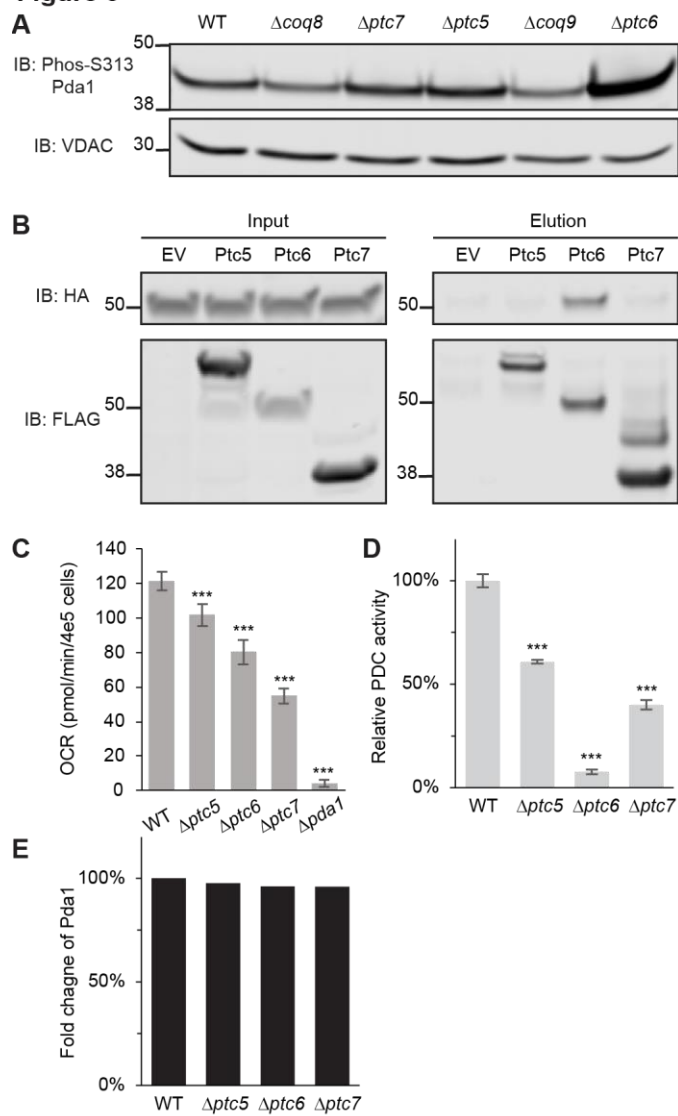 A
WT Δcoq8 Δptc7 Δptc5 Δcoq9 Δptc6
50
IB: Phos-S313
Pda1
38
IB: VDAC 30
B
Input Elution
EV Ptc5 Ptc6 Ptc7 EV Ptc5 Ptc6 Ptc7
IB: HA 50 50
IB: FLAG 50 50
38 38
C D
OCR (pmol/min/4e5 cells)
140
120
100
80
60
40
20
0
*** *** *** ***
WT Δptc5 Δptc6 Δptc7 Δpda1
Relative PDC activity
100%
50%
0%
*** *** ***
WT Δptc5 Δptc6 Δptc7
E
Fold chagne of Pda1
100%
50%
0%
WT Δptc5 Δptc6 Δptc7